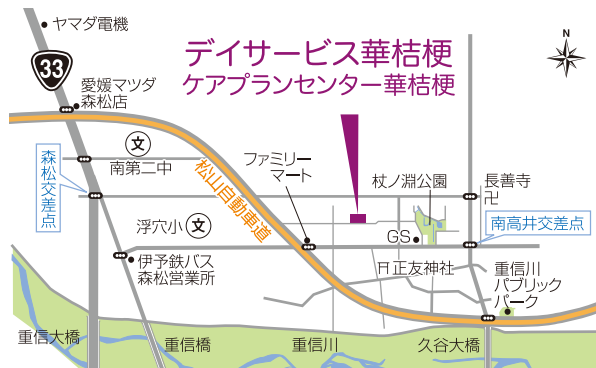 ヤマダ電機
N
デイサービス華桔梗
ケアプランセンター華桔梗
33
愛媛マツダ
森松店
文
南第二中
森松交差点
松山自動車道
ファミリー
マート
杖ノ淵公園
長善寺
卍
浮穴小
文
GS
南高井交差点
伊予鉄バス
森松営業所
正友神社
重信川
パブリック
パーク
重信大橋
重信橋
重信川
久谷大橋